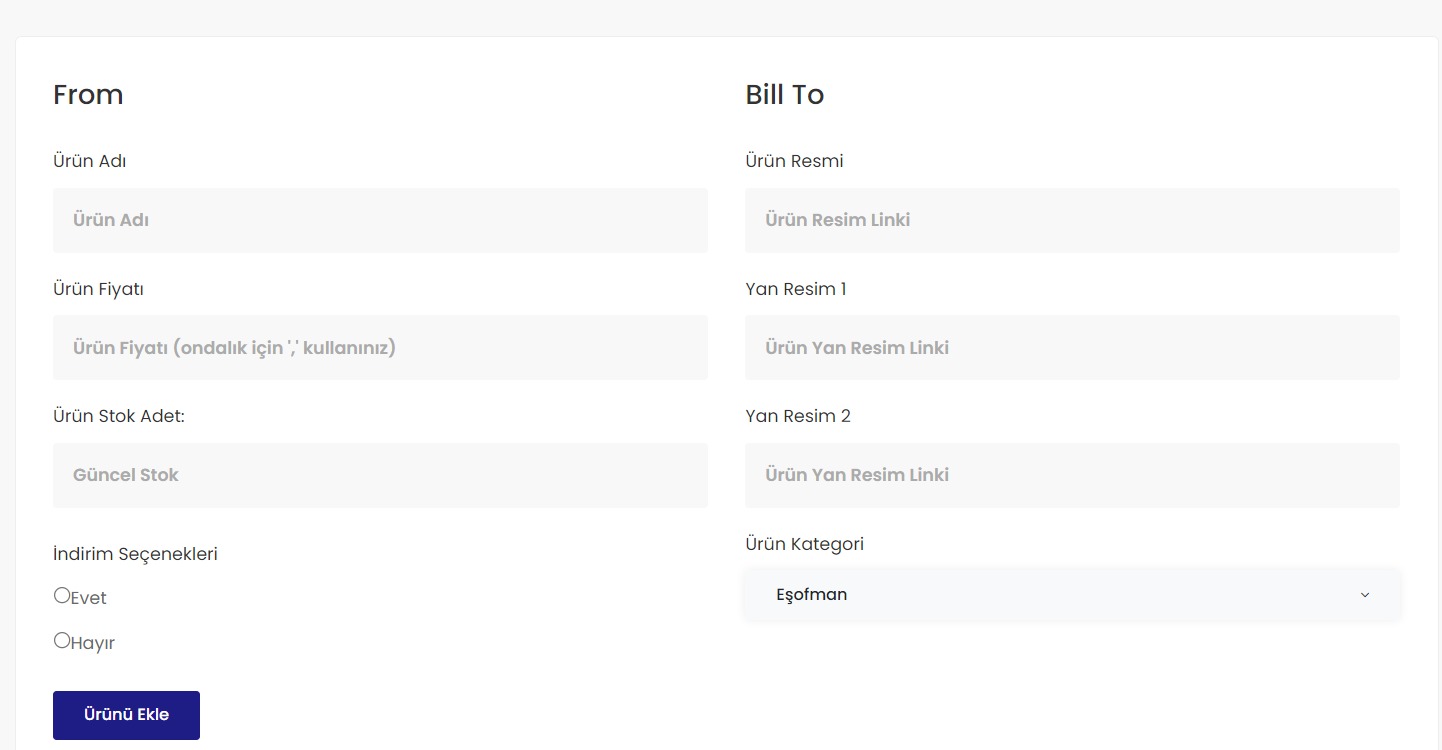 From
Ürün Adı
Ürün Adı
Ürün Fiyatı
Ürün Fiyatı (ondalık için ',' kullanınız)
Ürün Stok Adet:
Güncel Stok
İndirim Seçenekleri
Evet
Hayır
Ürünü Ekle
Bill To
Ürün Resmi
Ürün Resim Linki
Yan Resim 1
Ürün Yan Resim Linki
Yan Resim 2
Ürün Yan Resim Linki
Ürün Kategori
Eşofman